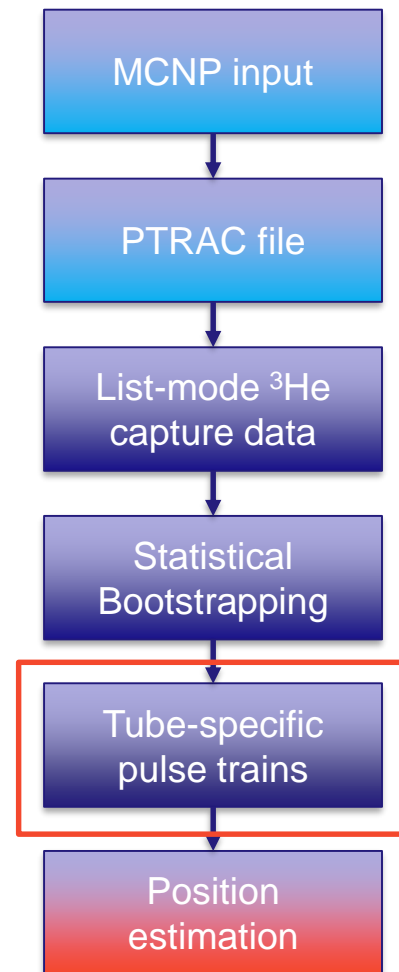 MCNP input
PTRAC file
List-mode ³He
capture data
Statistical
Bootstrapping
Tube-specific
pulse trains
Position
estimation